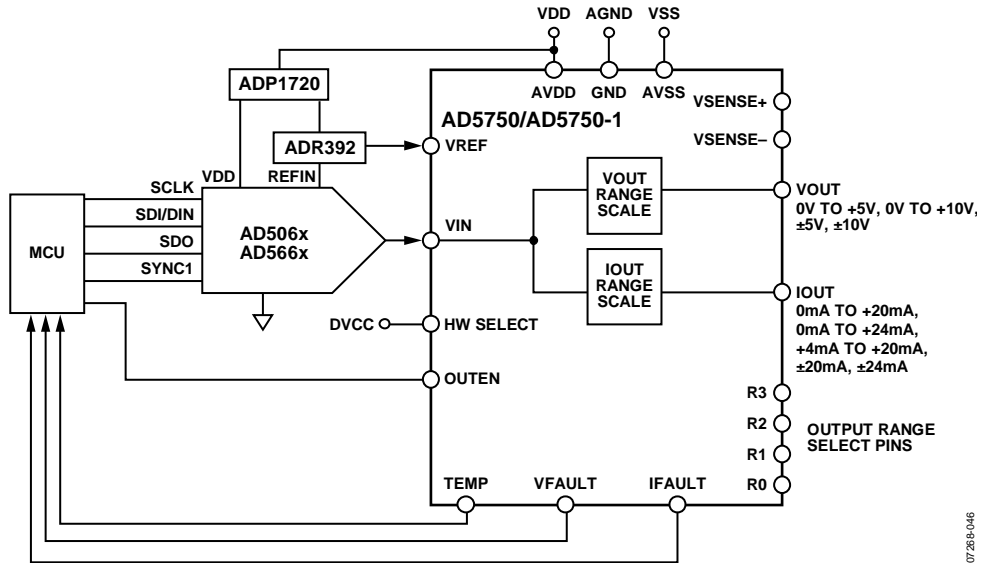 VDD AGND VSS
ADP1720
AVDD GND AVSS
AD5750/AD5750-1
VSENSE+
VSENSE–
ADR392
VREF
VDD REFIN
SCLK
SDI/DIN
SDO
SYNC1
MCU
AD506x
AD566x
VIN
VOUT
RANGE
SCALE
VOUT
0V TO +5V, 0V TO +10V,
±5V, ±10V
IOUT
RANGE
SCALE
IOUT
0mA TO +20mA,
0mA TO +24mA,
+4mA TO +20mA,
±20mA, ±24mA
DVCC
HW SELECT
OUTEN
R3
R2
R1
R0
OUTPUT RANGE
SELECT PINS
TEMP VFAULT IFAULT
07268-046